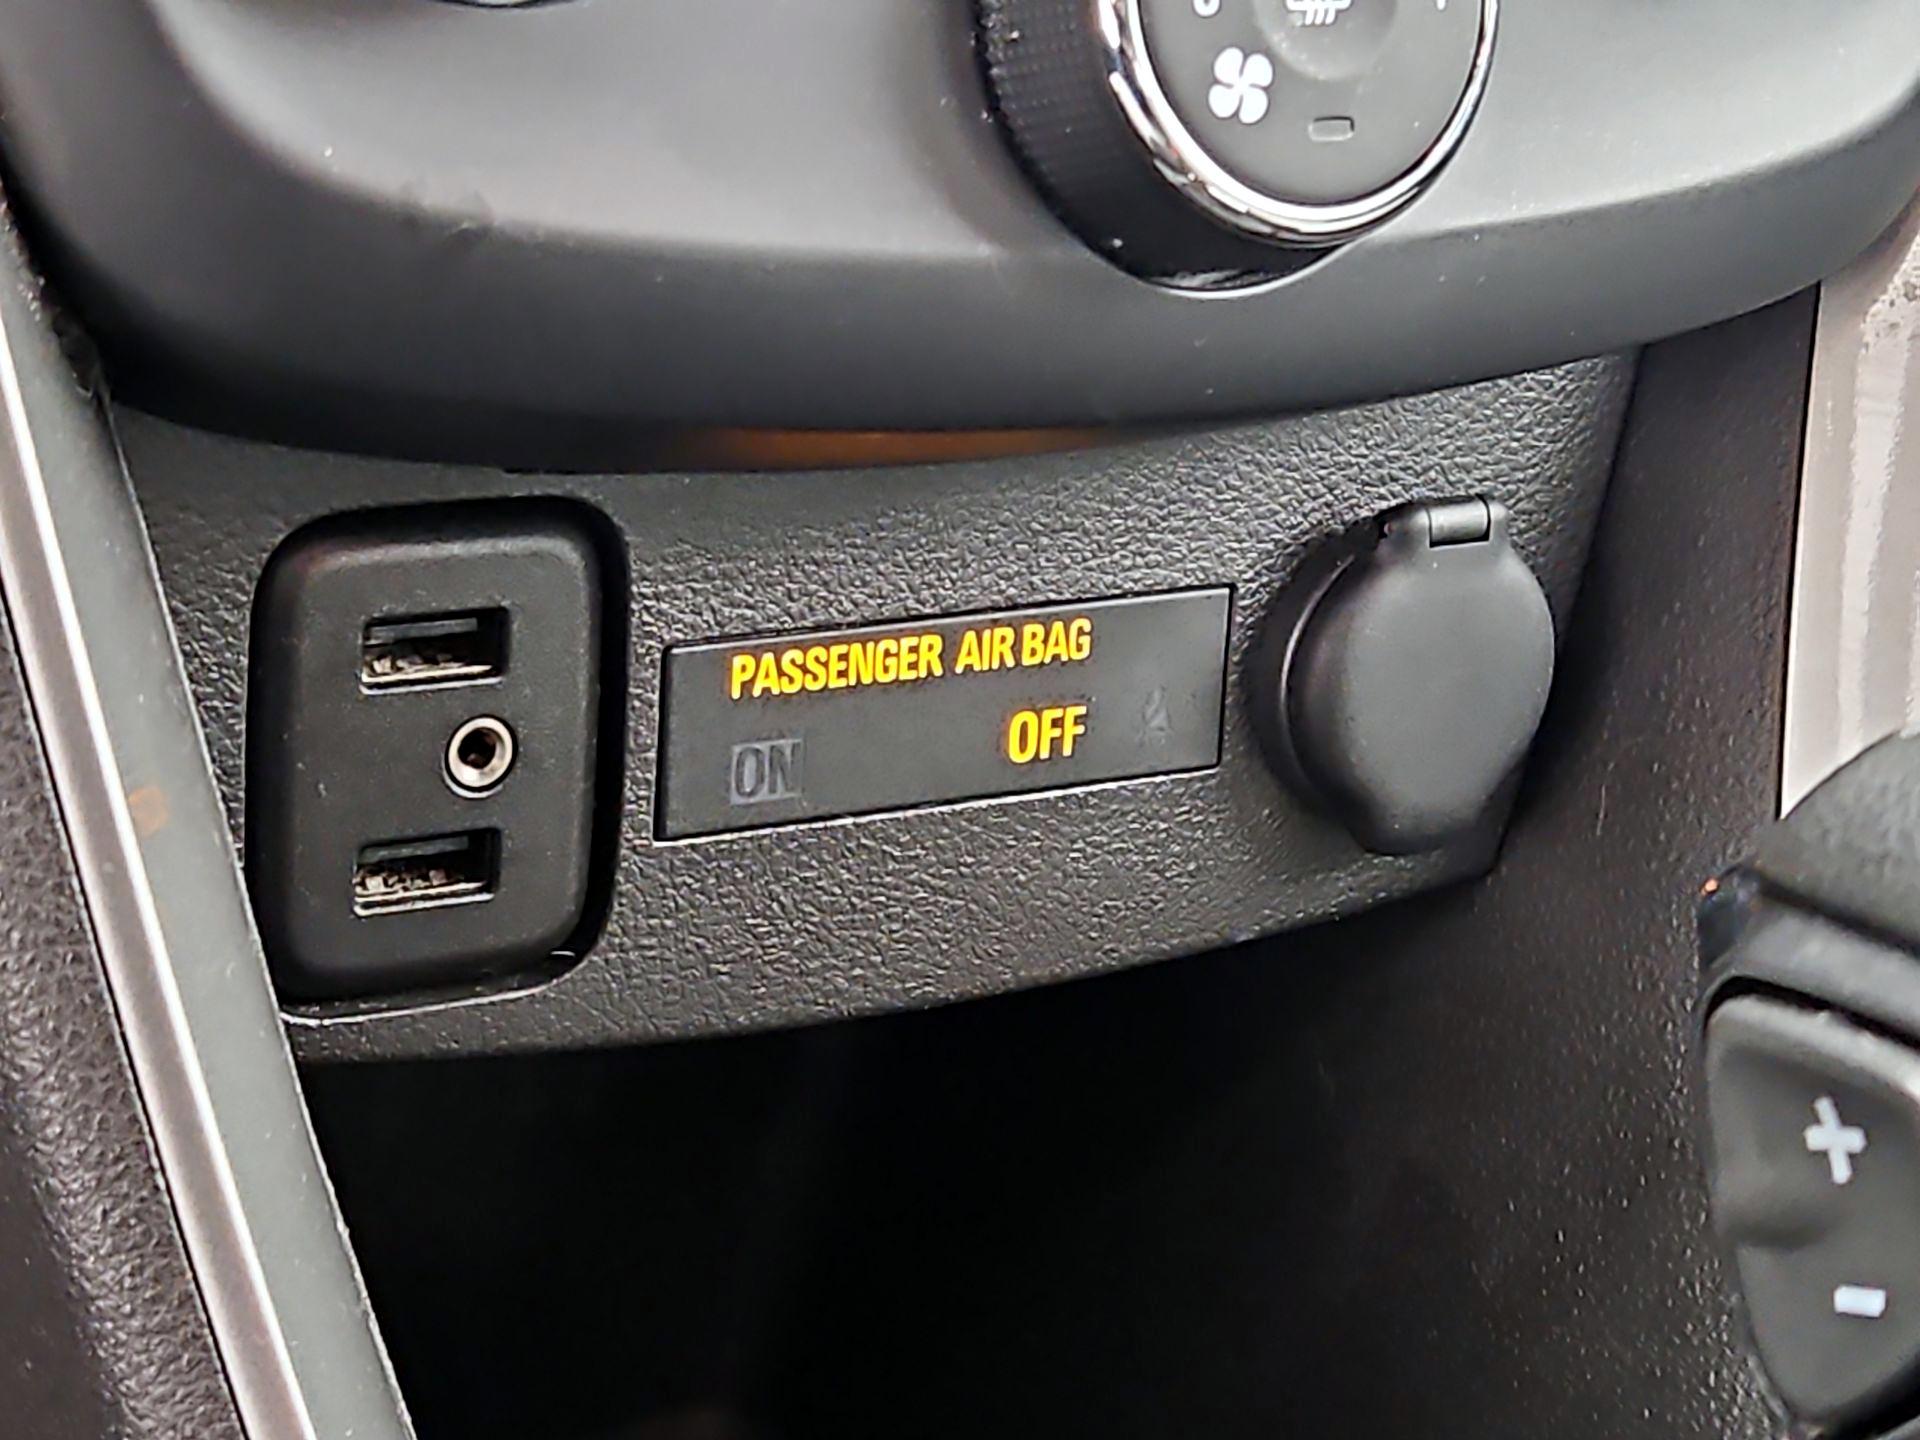 PASSENGER AIR BAG
ON OFF
+
-